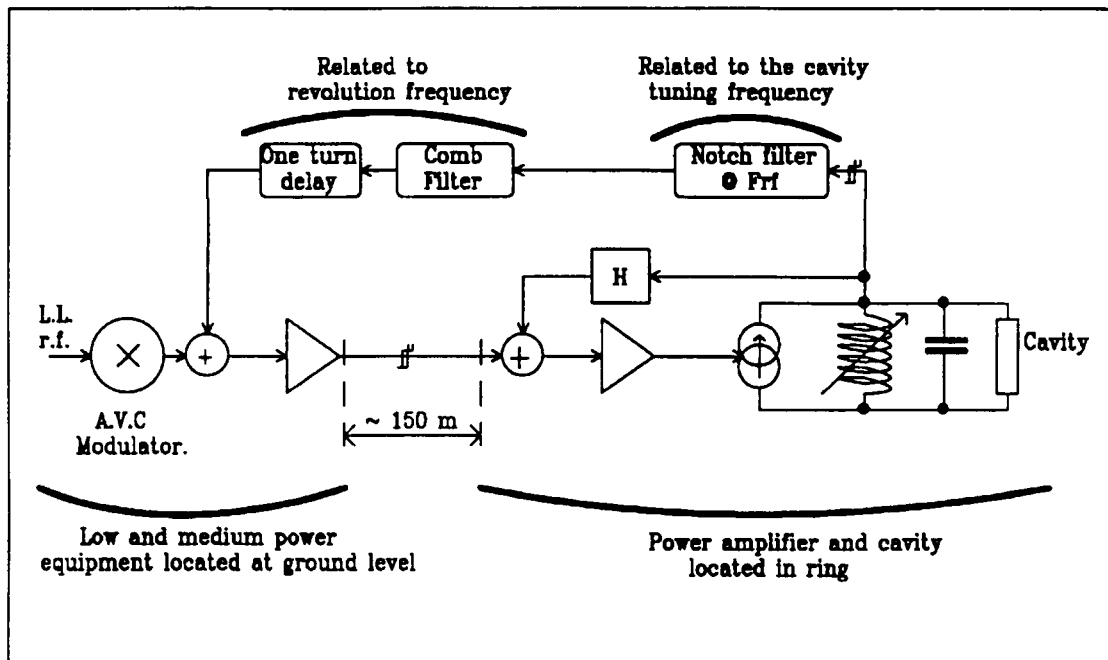 Related to
revolution frequency
Related to the cavity
tuning frequency
One turn
delay
Comb
Filter
Notch filter
@ Frf
H
L.L.
r.f.
×
+
+
Cavity
A.V.C
Modulator.
~ 150 m
Low and medium power
equipment located at ground level
Power amplifier and cavity
located in ring